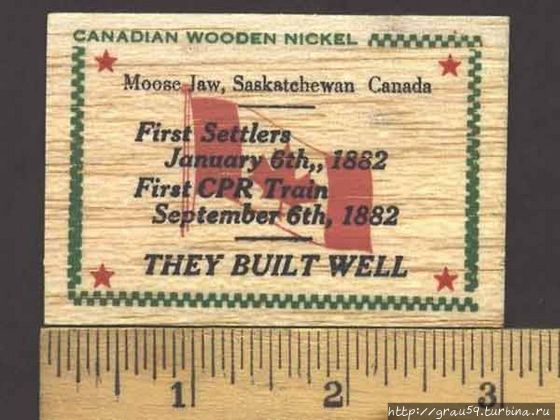 CANADIAN WOODEN NICKEL
Moose Jaw, Saskatchewan Canada
First Settlers
January 6th,, 1882
First CPR Train
September 6th, 1882
THEY BUILT WELL
1 2 3
http://grau59.turbina.ru